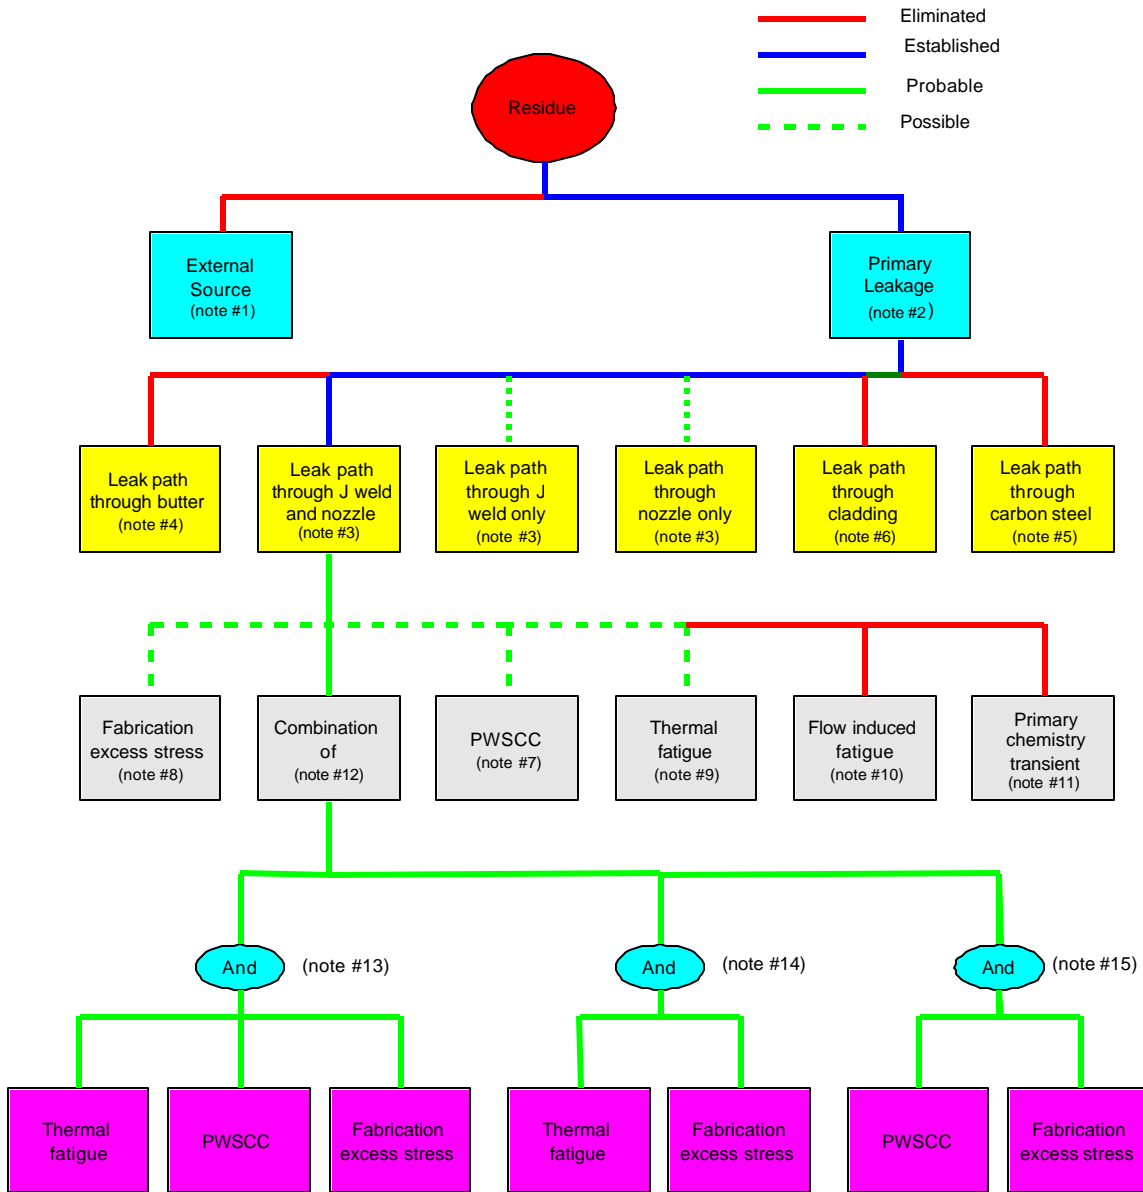 Eliminated
Established
Probable
Possible
Residue
External
Source
(note #1)
Primary
Leakage
(note #2)
Leak path
through butter
(note #4)
Leak path
through J weld
and nozzle
(note #3)
Leak path
through J
weld only
(note #3)
Leak path
through
nozzle only
(note #3)
Leak path
through
cladding
(note #6)
Leak path
through
carbon steel
(note #5)
Fabrication
excess stress
(note #8)
Combination
of
(note #12)
PWSCC
(note #7)
Thermal
fatigue
(note #9)
Flow induced
fatigue
(note #10)
Primary
chemistry
transient
(note #11)
And
(note #13)
And
(note #14)
And
(note #15)
Thermal
fatigue
PWSCC
Fabrication
excess stress
Thermal
fatigue
Fabrication
excess stress
PWSCC
Fabrication
excess stress